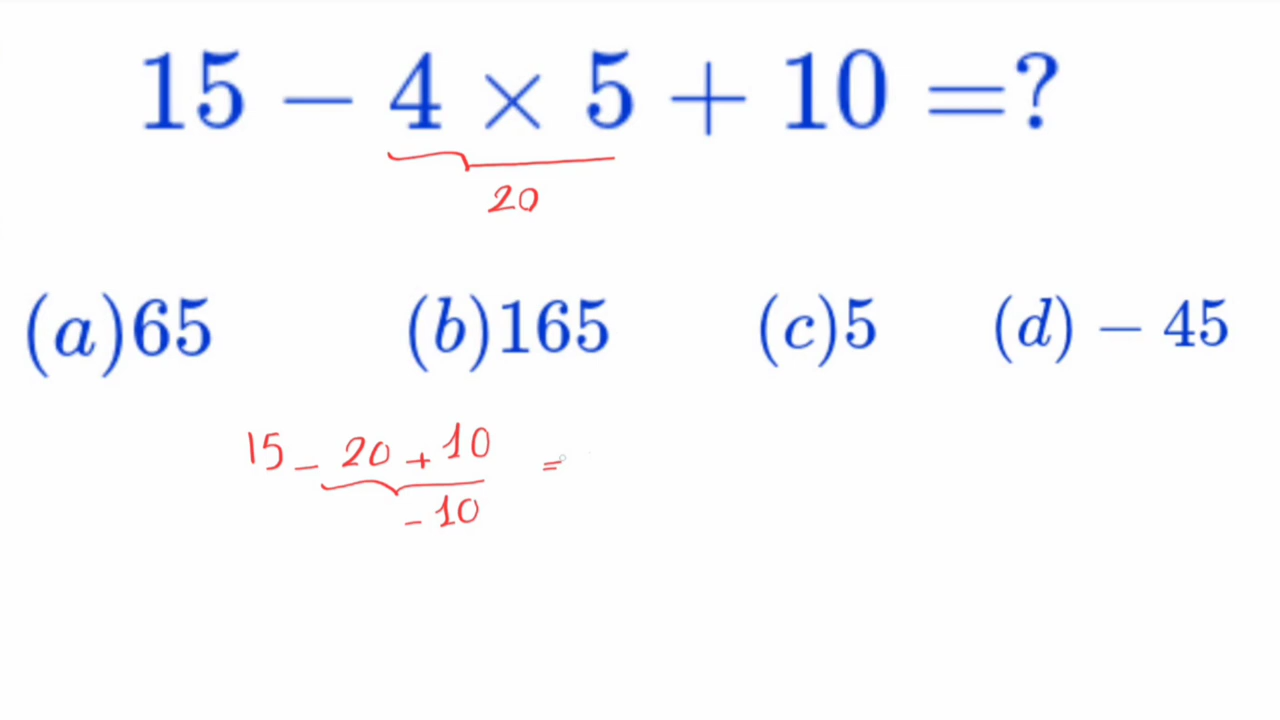 15 − 4 × 5 + 10 =?
20
(a)65 (b)165 (c)5 (d) − 45
15 − 20 + 10 =
− 10